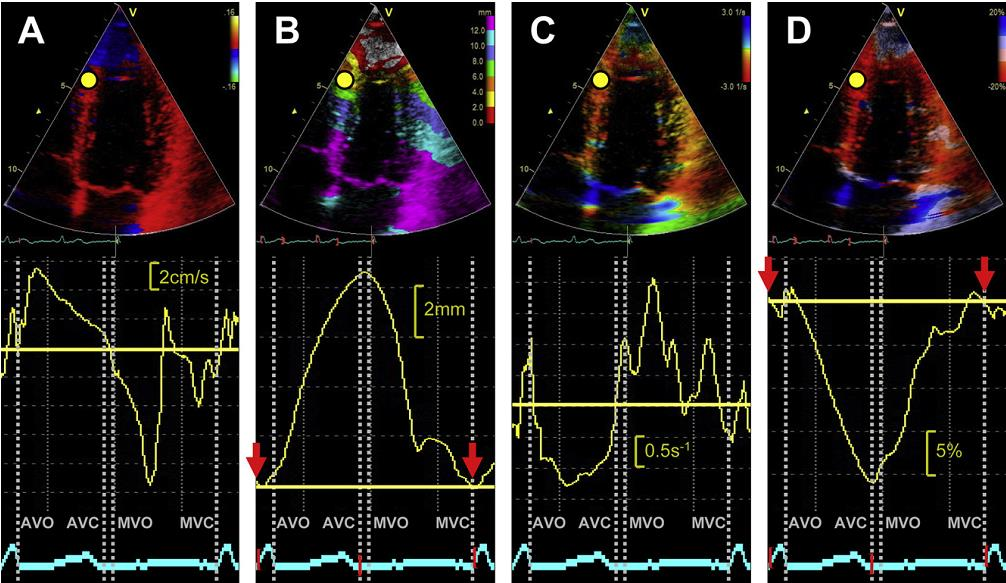 A
V
.16
-.16
5
10
2cm/s
AVO AVC MVO MVC
B
V
mm
12.0
10.0
8.0
6.0
4.0
2.0
0.0
5
10
2mm
AVO AVC MVO MVC
C
V
3.0 1/s
-3.0 1/s
5
10
0.5s⁻¹
AVO AVC MVO MVC
D
V
20%
-20%
5
10
5%
AVO AVC MVO MVC